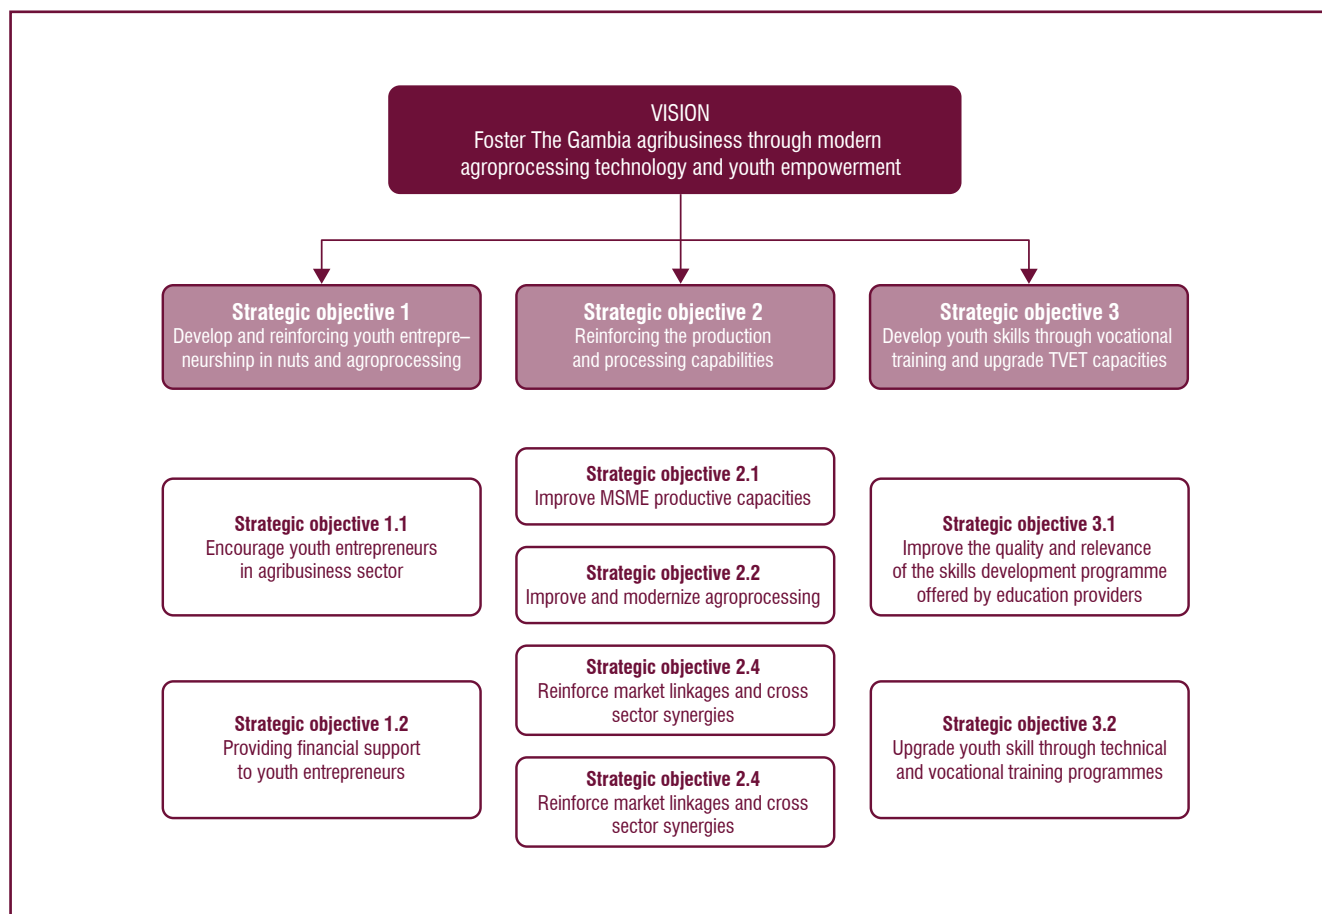 VISION
Foster The Gambia agribusiness through modern
agroprocessing technology and youth empowerment
Strategic objective 1
Develop and reinforcing youth entrepre–
neurship in nuts and agroprocessing
Strategic objective 2
Reinforcing the production
and processing capabilities
Strategic objective 3
Develop youth skills through vocational
training and upgrade TVET capacities
Strategic objective 1.1
Encourage youth entrepreneurs
in agribusiness sector
Strategic objective 1.2
Providing financial support
to youth entrepreneurs
Strategic objective 2.1
Improve MSME productive capacities
Strategic objective 2.2
Improve and modernize agroprocessing
Strategic objective 2.4
Reinforce market linkages and cross
sector synergies
Strategic objective 2.4
Reinforce market linkages and cross
sector synergies
Strategic objective 3.1
Improve the quality and relevance
of the skills development programme
offered by education providers
Strategic objective 3.2
Upgrade youth skill through technical
and vocational training programmes